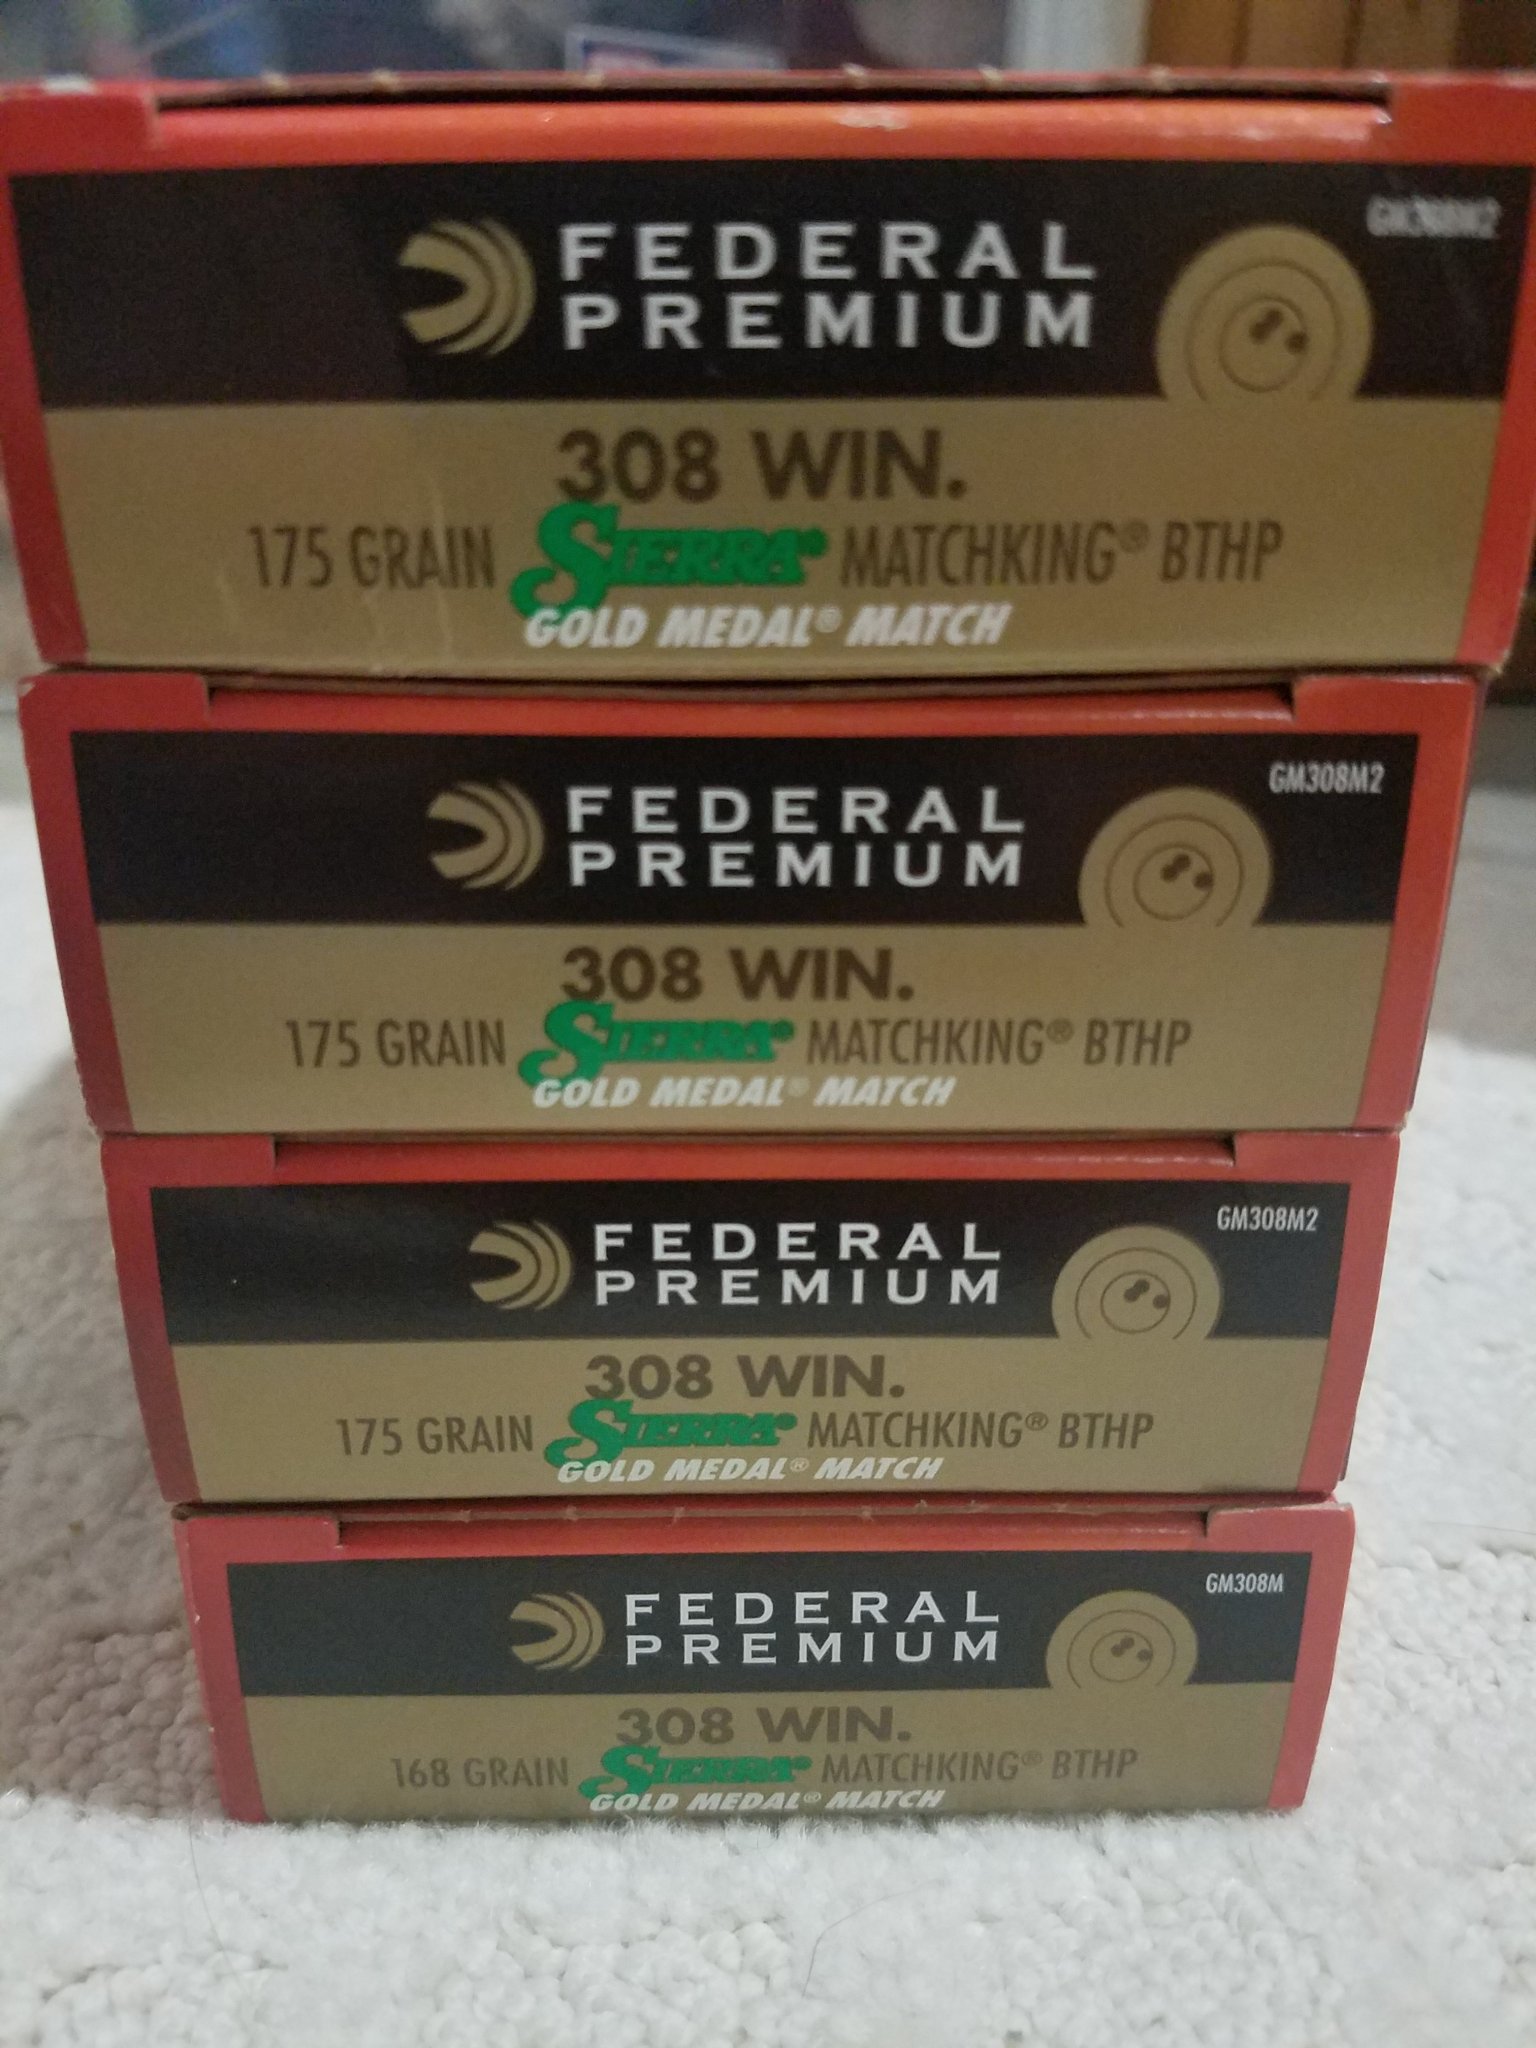 GM308M2
FEDERAL
PREMIUM
308 WIN.
175 GRAIN SIERRA® MATCHKING® BTHP
GOLD MEDAL® MATCH
GM308M2
FEDERAL
PREMIUM
308 WIN.
175 GRAIN SIERRA® MATCHKING® BTHP
GOLD MEDAL® MATCH
GM308M2
FEDERAL
PREMIUM
308 WIN.
175 GRAIN SIERRA® MATCHKING® BTHP
GOLD MEDAL® MATCH
GM308M
FEDERAL
PREMIUM
308 WIN.
168 GRAIN SIERRA® MATCHKING® BTHP
GOLD MEDAL® MATCH